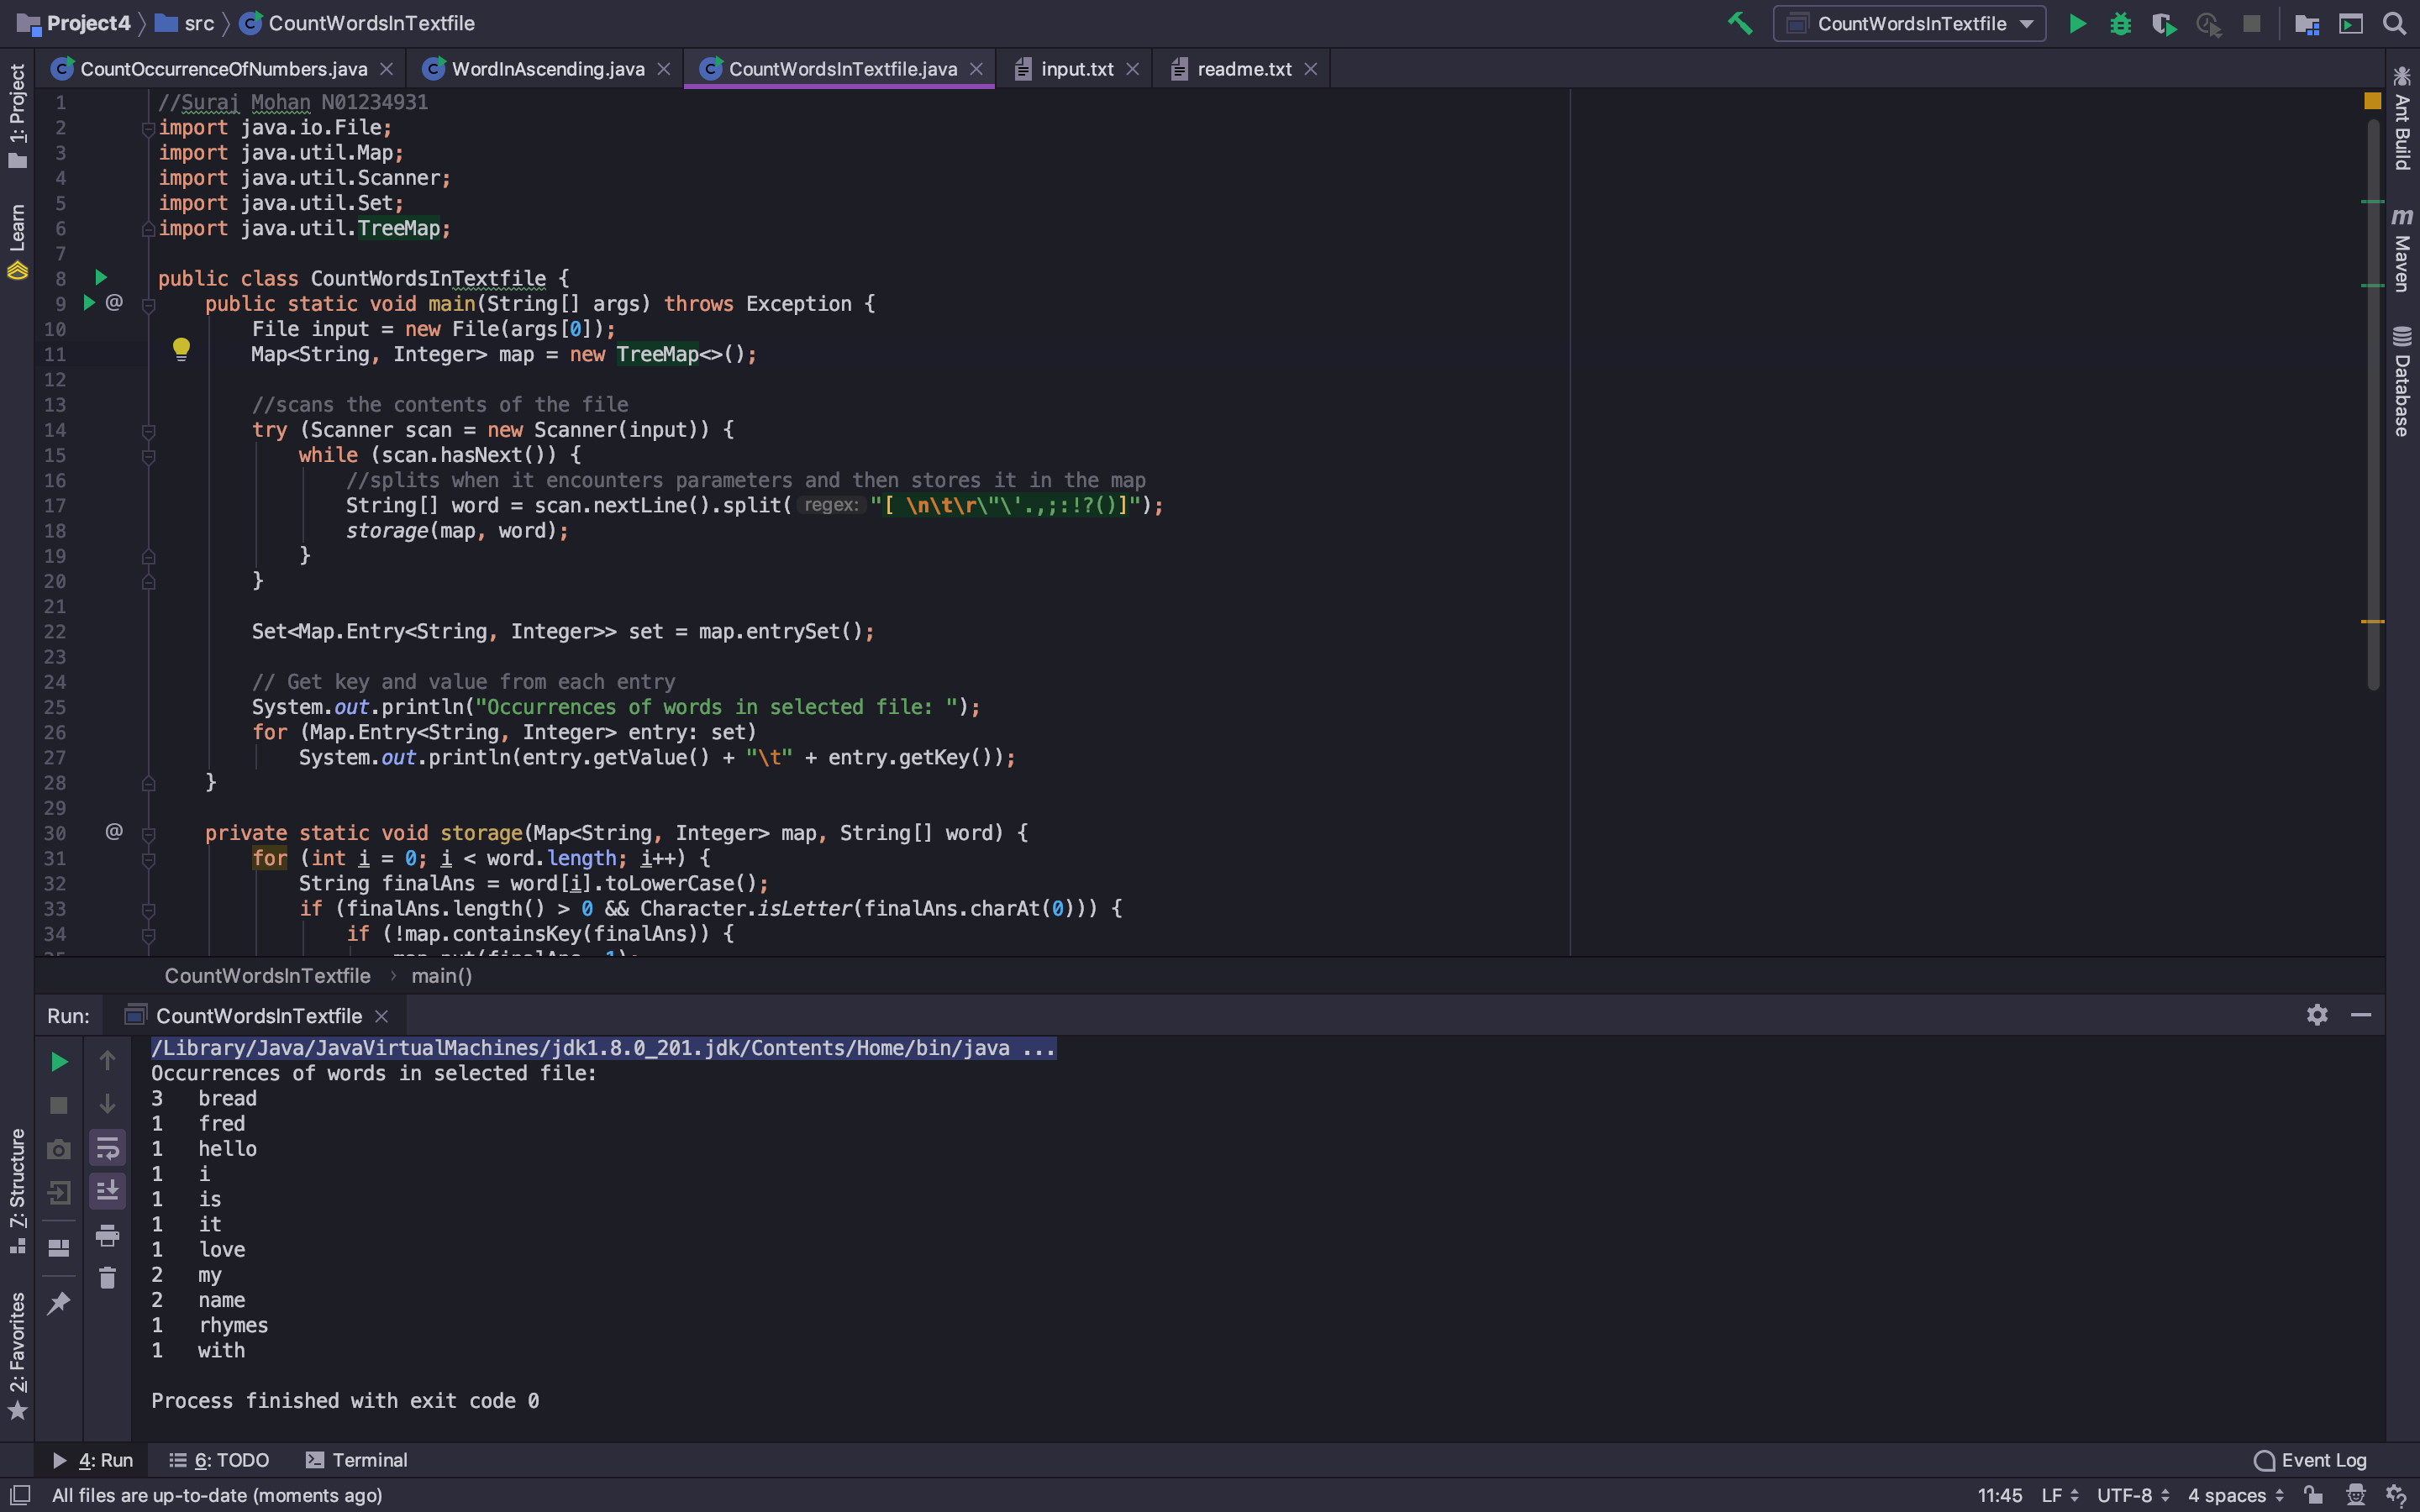 Project4 src CountWordsInTextfile CountWordsInTextfile
CountOccurrenceOfNumbers.java WordInAscending.java CountWordsInTextfile.java input.txt readme.txt
1: Project
Learn
7: Structure
2: Favorites
1 //Suraj Mohan N01234931
2 import java.io.File;
3 import java.util.Map;
4 import java.util.Scanner;
5 import java.util.Set;
6 import java.util.TreeMap;
7
8 public class CountWordsInTextfile {
9 @ public static void main(String[] args) throws Exception {
10 File input = new File(args[0]);
11 Map<String, Integer> map = new TreeMap<>();
12
13 //scans the contents of the file
14 try (Scanner scan = new Scanner(input)) {
15 while (scan.hasNext()) {
16 //splits when it encounters parameters and then stores it in the map
17 String[] word = scan.nextLine().split( regex: "[ \n\t\r\"\'.,;:!?()]");
18 storage(map, word);
19 }
20 }
21
22 Set<Map.Entry<String, Integer>> set = map.entrySet();
23
24 // Get key and value from each entry
25 System.out.println("Occurrences of words in selected file: ");
26 for (Map.Entry<String, Integer> entry: set)
27 System.out.println(entry.getValue() + "\t" + entry.getKey());
28 }
29
30 @ private static void storage(Map<String, Integer> map, String[] word) {
31 for (int i = 0; i < word.length; i++) {
32 String finalAns = word[i].toLowerCase();
33 if (finalAns.length() > 0 && Character.isLetter(finalAns.charAt(0))) {
34 if (!map.containsKey(finalAns)) {
Ant Build
m Maven
Database
CountWordsInTextfile › main()
Run: CountWordsInTextfile
/Library/Java/JavaVirtualMachines/jdk1.8.0_201.jdk/Contents/Home/bin/java ...
Occurrences of words in selected file:
3 bread
1 fred
1 hello
1 i
1 is
1 it
1 love
2 my
2 name
1 rhymes
1 with
Process finished with exit code 0
4: Run 6: TODO Terminal Event Log
All files are up-to-date (moments ago) 11:45 LF UTF-8 4 spaces